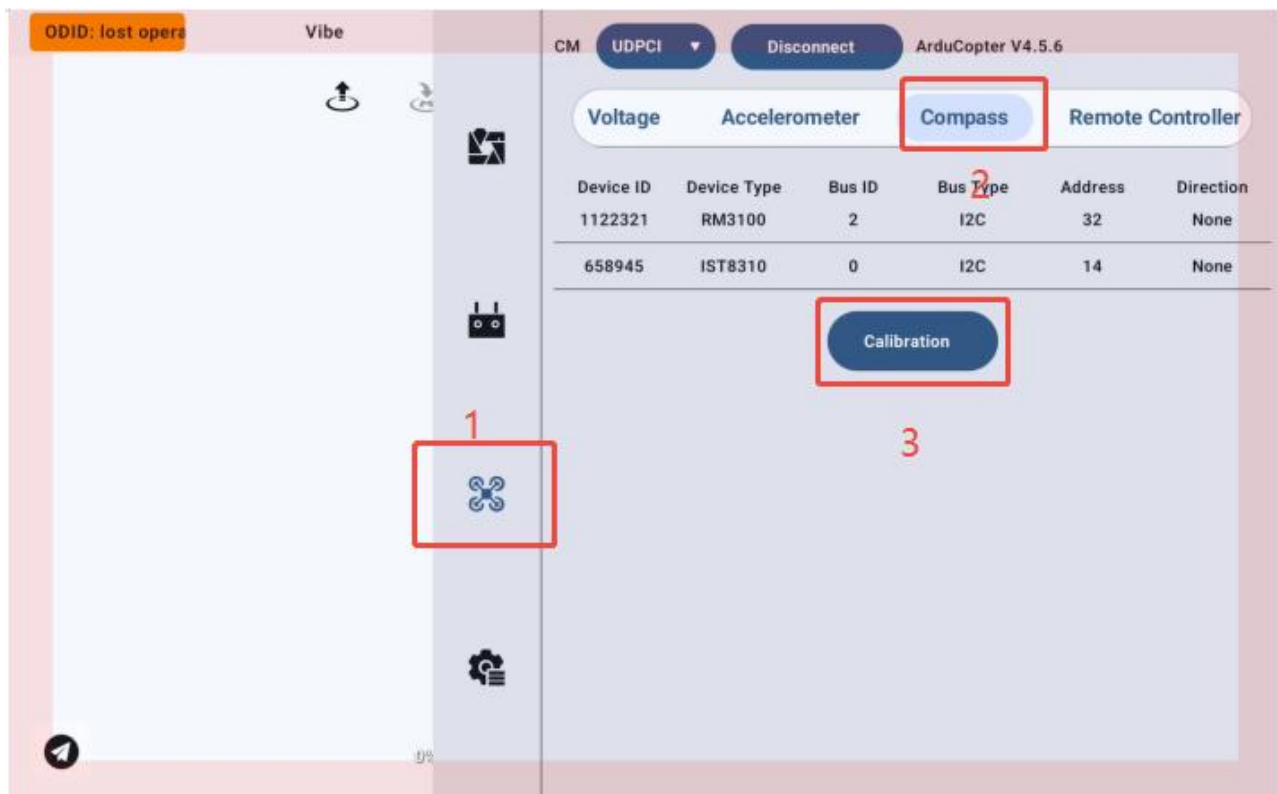 ODID: lost opera
Vibe
CM UDPCI Disconnect ArduCopter V4.5.6
Voltage Accelerometer Compass Remote Controller
2
Device ID Device Type Bus ID Bus Type Address Direction
1122321 RM3100 2 I2C 32 None
658945 IST8310 0 I2C 14 None
Calibration
1
3
0%